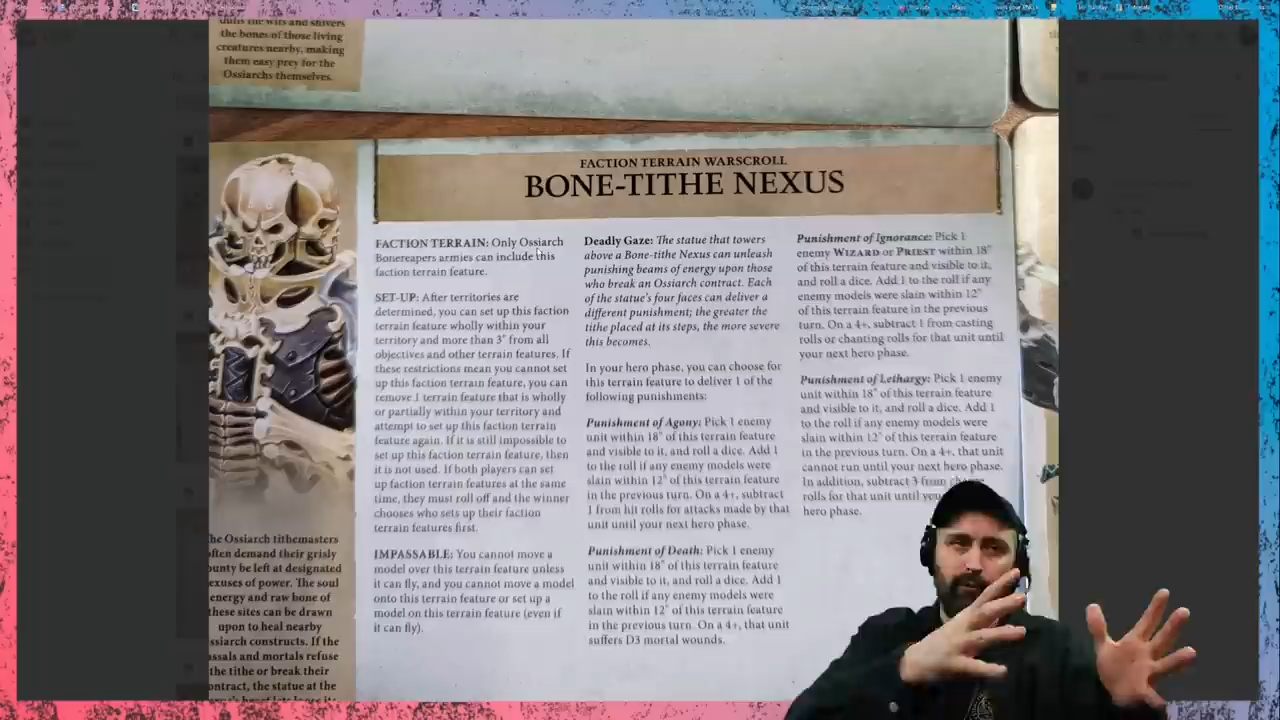 dulls the wits and shivers
the bones of those living
creatures nearby, making
them easy prey for the
Ossiarchs themselves.
FACTION TERRAIN WARSCROLL
BONE-TITHE NEXUS
FACTION TERRAIN: Only Ossiarch
Bonereapers armies can include this
faction terrain feature.
SET-UP: After territories are
determined, you can set up this faction
terrain feature wholly within your
territory and more than 3" from all
objectives and other terrain features. If
these restrictions mean you cannot set
up this faction terrain feature, you can
remove 1 terrain feature that is wholly
or partially within your territory and
attempt to set up this faction terrain
feature again. If it is still impossible to
set up this faction terrain feature, then
it is not used. If both players can set
up faction terrain features at the same
time, they must roll off and the winner
chooses who sets up their faction
terrain features first.
IMPASSABLE: You cannot move a
model over this terrain feature unless
it can fly, and you cannot move a model
onto this terrain feature or set up a
model on this terrain feature (even if
it can fly).
Deadly Gaze: The statue that towers
above a Bone-tithe Nexus can unleash
punishing beams of energy upon those
who break an Ossiarch contract. Each
of the statue's four faces can deliver a
different punishment; the greater the
tithe placed at its steps, the more severe
this becomes.
In your hero phase, you can choose for
this terrain feature to deliver 1 of the
following punishments:
Punishment of Agony: Pick 1 enemy
unit within 18" of this terrain feature
and visible to it, and roll a dice. Add 1
to the roll if any enemy models were
slain within 12" of this terrain feature
in the previous turn. On a 4+, subtract
1 from hit rolls for attacks made by that
unit until your next hero phase.
Punishment of Death: Pick 1 enemy
unit within 18" of this terrain feature
and visible to it, and roll a dice. Add 1
to the roll if any enemy models were
slain within 12" of this terrain feature
in the previous turn. On a 4+, that unit
suffers D3 mortal wounds.
Punishment of Ignorance: Pick 1
enemy WIZARD or PRIEST within 18"
of this terrain feature and visible to it,
and roll a dice. Add 1 to the roll if any
enemy models were slain within 12"
of this terrain feature in the previous
turn. On a 4+, subtract 1 from casting
rolls or chanting rolls for that unit until
your next hero phase.
Punishment of Lethargy: Pick 1 enemy
unit within 18" of this terrain feature
and visible to it, and roll a dice. Add 1
to the roll if any enemy models were
slain within 12" of this terrain feature
in the previous turn. On a 4+, that unit
cannot run until your next hero phase.
In addition, subtract 3 from
rolls for that unit until
hero phase.
he Ossiarch tithemasters
often demand their grisly
ounty be left at designated
exuses of power. The soul
energy and raw bone of
these sites can be drawn
upon to heal nearby
ssiarch constructs. If the
ssals and mortals refuse
the tithe or break their
ontract, the statue at the